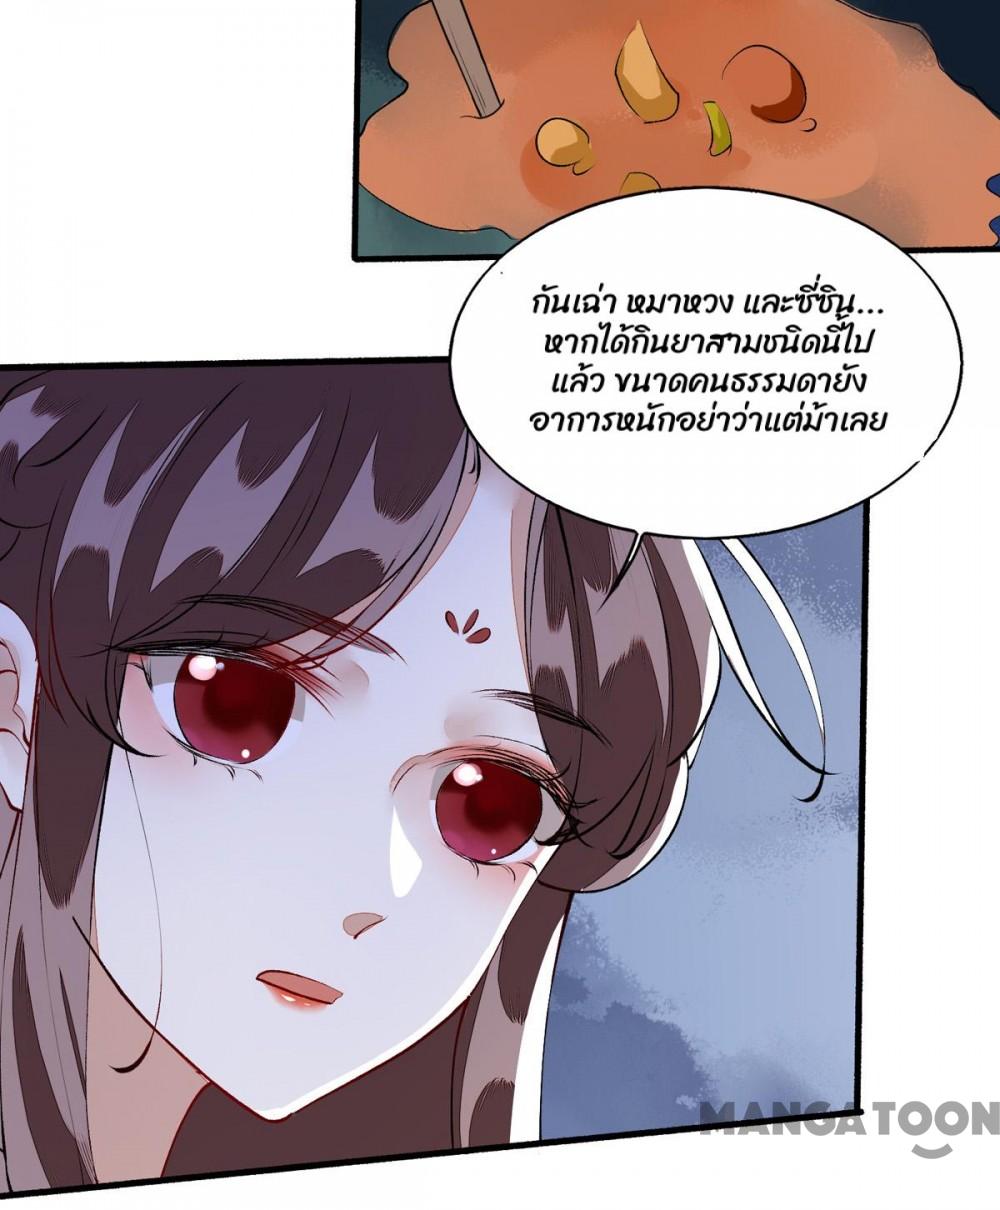 กันเฉ่า หมาหวง และซี่ซิน...
หากได้กินยาสามชนิดนี้ไป
แล้ว ขนาดคนธรรมดายัง
อาการหนักอย่าว่าแต่ม้าเลย
MANGATOON